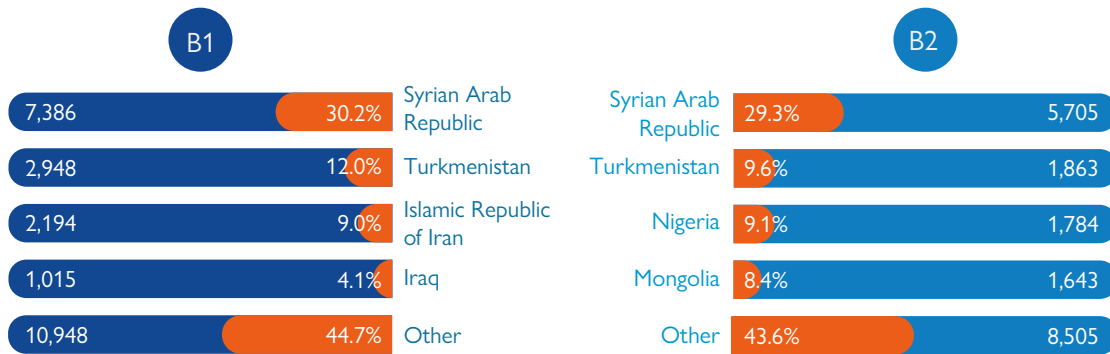 B1
7,386
30.2%
Syrian Arab
Republic
2,948
12.0%
Turkmenistan
2,194
9.0%
Islamic Republic
of Iran
1,015
4.1%
Iraq
10,948
44.7%
Other
B2
Syrian Arab
Republic
29.3%
5,705
Turkmenistan
9.6%
1,863
Nigeria
9.1%
1,784
Mongolia
8.4%
1,643
Other
43.6%
8,505